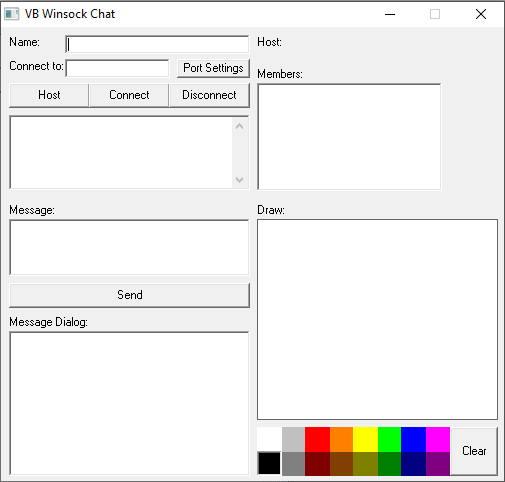 VB Winsock Chat
Name:
Host:
Connect to:
Port Settings
Members:
Host
Connect
Disconnect
Message:
Draw:
Send
Message Dialog:
Clear